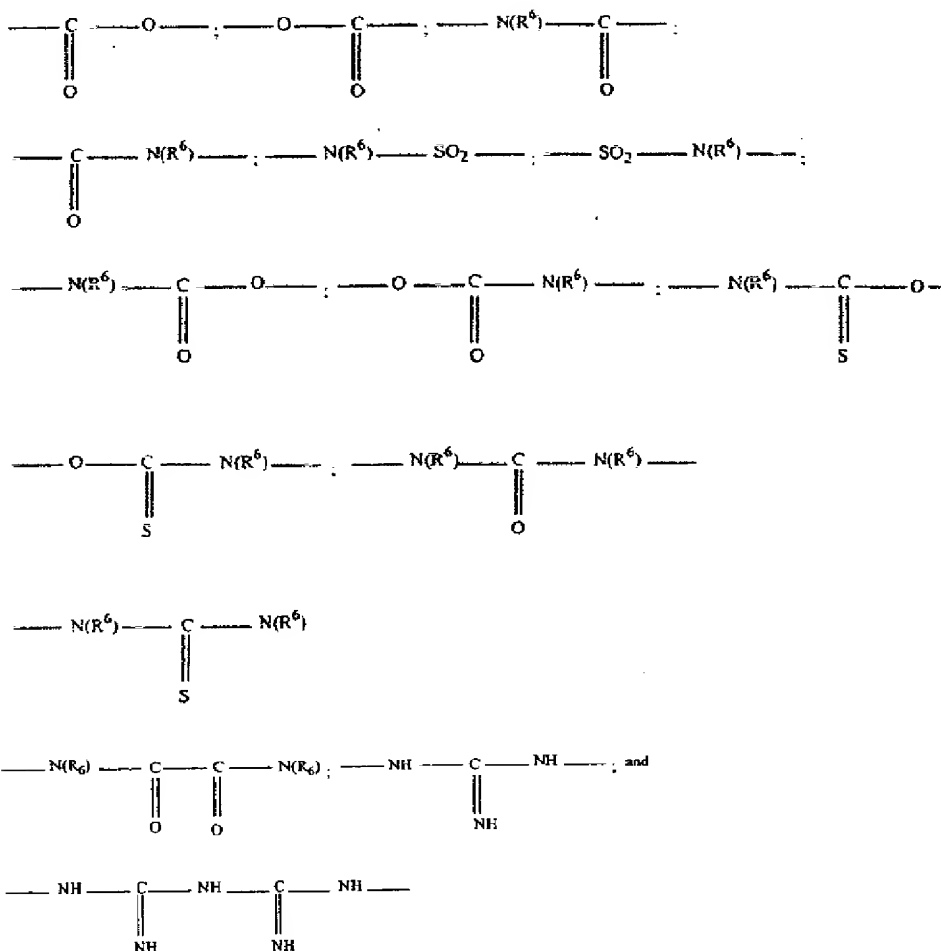 — C — O — ; — O — C — ; — N(R⁶) — C — ;
O O O
— C — N(R⁶) — ; — N(R⁶) — SO₂ — ; — SO₂ — N(R⁶) — ;
O
— N(R⁶) — C — O — ; — O — C — N(R⁶) — ; — N(R⁶) — C — O —
O O S
— O — C — N(R⁶) — ; — N(R⁶) — C — N(R⁶) —
S O
— N(R⁶) — C — N(R⁶)
S
— N(R₆) — C — C — N(R₆) ; — NH — C — NH — ; and
O O NH
— NH — C — NH — C — NH —
NH NH